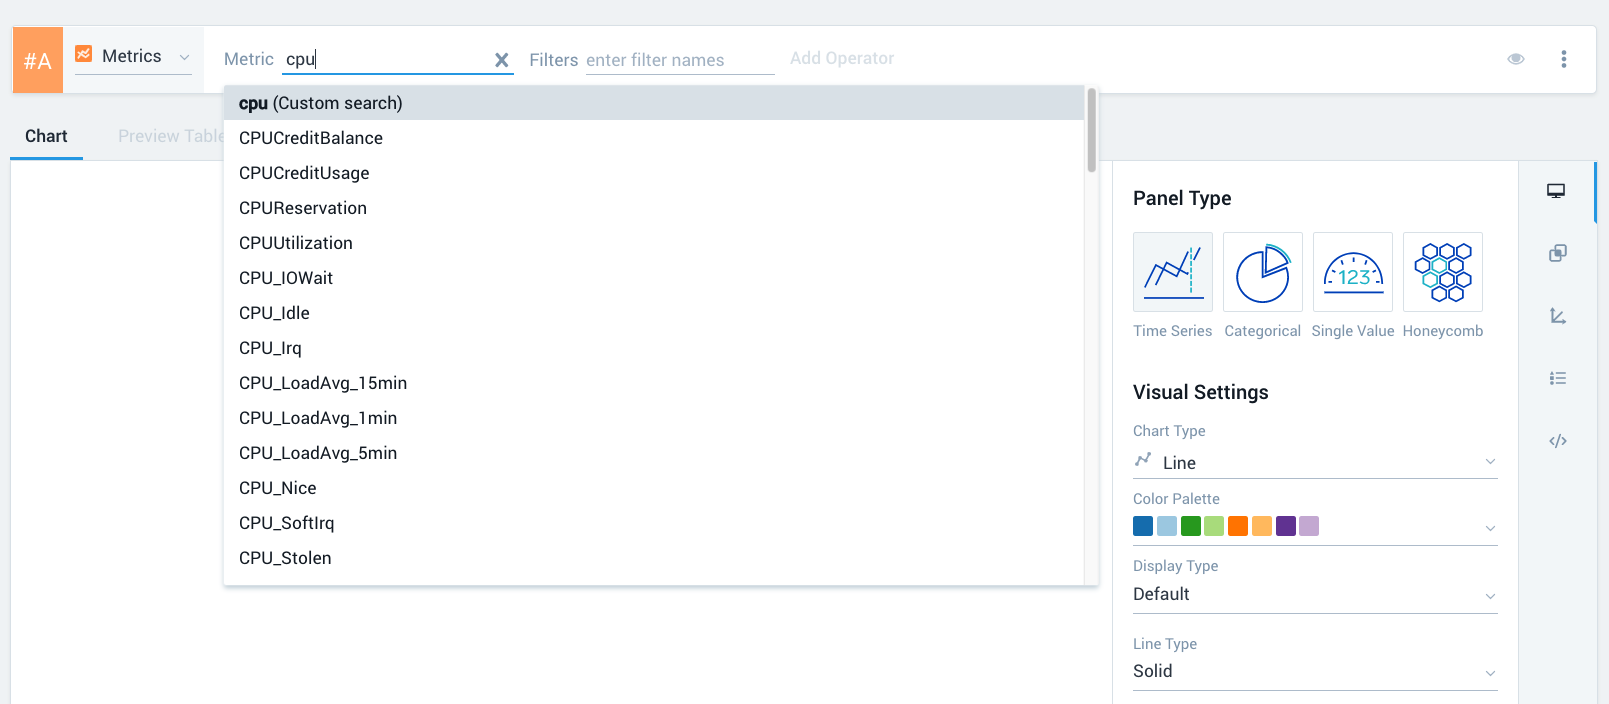 #A Metrics Metric cpu Filters enter filter names Add Operator
cpu (Custom search)
CPUCreditBalance
CPUCreditUsage
CPUReservation
CPUUtilization
CPU_IOWait
CPU_Idle
CPU_Irq
CPU_LoadAvg_15min
CPU_LoadAvg_1min
CPU_LoadAvg_5min
CPU_Nice
CPU_SoftIrq
CPU_Stolen
Chart Preview Table
Panel Type
123
Time Series Categorical Single Value Honeycomb
Visual Settings
Chart Type
Line
Color Palette
Display Type
Default
Line Type
Solid